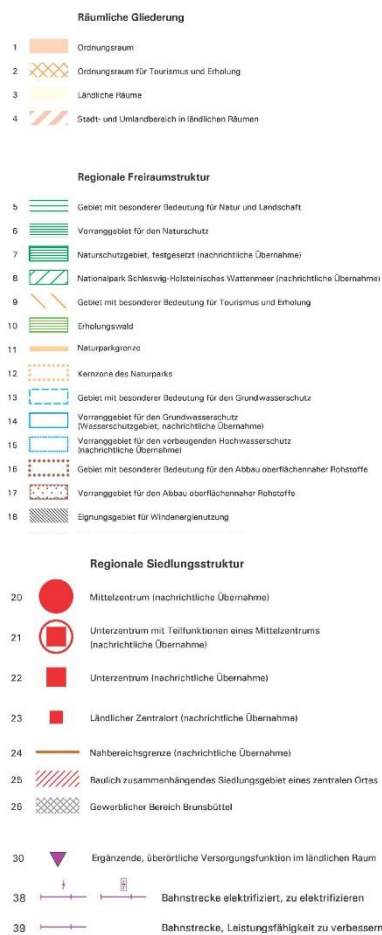 Räumliche Gliederung
1 Ordnungsraum
2 Ordnungsraum für Tourismus und Erholung
3 Ländliche Räume
4 Stadt- und Umlandbereich in ländlichen Räumen
Regionale Freiraumstruktur
5 Gebiet mit besonderer Bedeutung für Natur und Landschaft
6 Vorranggebiet für den Naturschutz
7 Naturschutzgebiet, festgesetzt (nachrichtliche Übernahme)
8 Nationalpark Schleswig-Holsteinisches Wattenmeer (nachrichtliche Übernahme)
9 Gebiet mit besonderer Bedeutung für Tourismus und Erholung
10 Erholungswald
11 Naturparkgrenze
12 Kernzone des Naturparks
13 Gebiet mit besonderer Bedeutung für den Grundwasserschutz
14 Vorranggebiet für den Grundwasserschutz
(Wasserschutzgebiet, nachrichtliche Übernahme)
15 Vorranggebiet für den vorbeugenden Hochwasserschutz
(nachrichtliche Übernahme)
16 Gebiet mit besonderer Bedeutung für den Abbau oberflächennaher Rohstoffe
17 Vorranggebiet für den Abbau oberflächennaher Rohstoffe
18 Eignungsgebiet für Windenergienutzung
Regionale Siedlungsstruktur
20 Mittelzentrum (nachrichtliche Übernahme)
21 Unterzentrum mit Teilfunktionen eines Mittelzentrums
(nachrichtliche Übernahme)
22 Unterzentrum (nachrichtliche Übernahme)
23 Ländlicher Zentralort (nachrichtliche Übernahme)
24 Nahbereichsgrenze (nachrichtliche Übernahme)
25 Baulich zusammenhängendes Siedlungsgebiet eines zentralen Ortes
26 Gewerblicher Bereich Brunsbüttel
30 Ergänzende, überörtliche Versorgungsfunktion im ländlichen Raum
38 Bahnstrecke elektrifiziert, zu elektrifizieren
39 Bahnstrecke, Leistungsfähigkeit zu verbessern